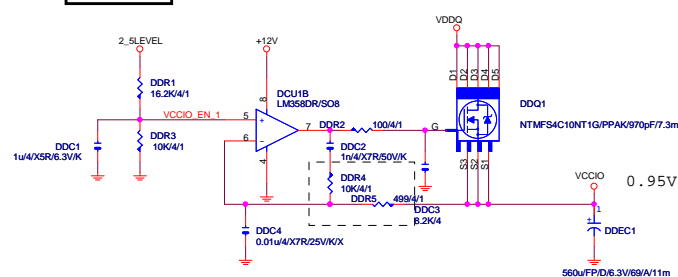 VDDQ
2_5LEVEL
+12V
D1
D2
D3
D4
D5
DDR1
16.2K/4/1
8
DCU1B
LM358DR/SO8
DDQ1
VCCIO_EN_1
5
+
7
DDR2
100/4/1
G
NTMFS4C10NT1G/PPAK/970pF/7.3m
DDR3
10K/4/1
6
-
DDC1
1u/4/X5R/6.3V/K
4
DDC2
1n/4/X7R/50V/K
S3
S2
S1
DDR4
10K/4/1
VCCIO
0.95V
DDR5
499/4/1
DDC3
8.2K/4
1
+
DDC4
0.01u/4/X7R/25V/K/X
DDEC1
560u/FP/D/6.3V/69/A/11m